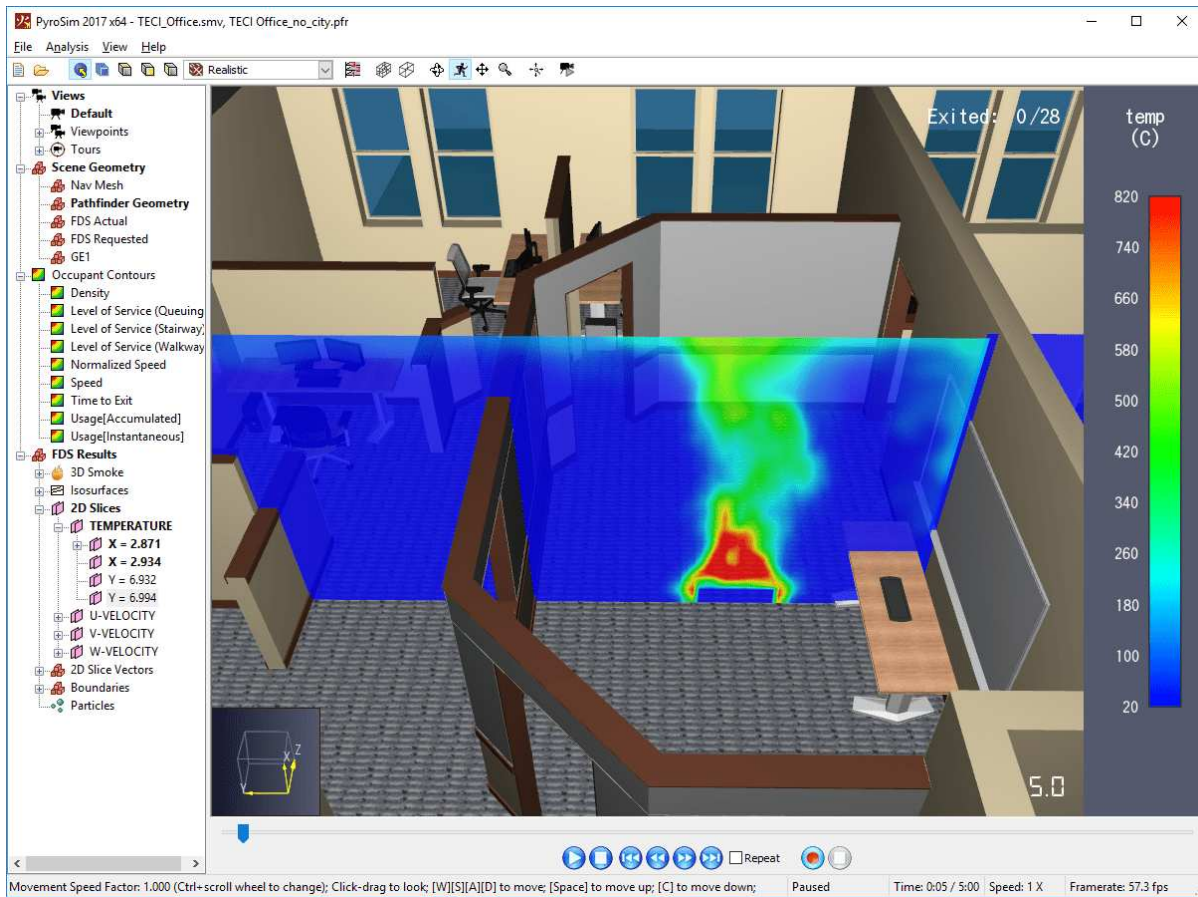 PyroSim 2017 x64 - TECI_Office.smv, TECI Office_no_city.pfr
File Analysis View Help
Realistic
Views
Default
Viewpoints
Tours
Scene Geometry
Nav Mesh
Pathfinder Geometry
FDS Actual
FDS Requested
GE1
Occupant Contours
Density
Level of Service (Queuing
Level of Service (Stairway)
Level of Service (Walkway
Normalized Speed
Speed
Time to Exit
Usage[Accumulated]
Usage[Instantaneous]
FDS Results
3D Smoke
Isosurfaces
2D Slices
TEMPERATURE
X = 2.871
X = 2.934
Y = 6.932
Y = 6.994
U-VELOCITY
V-VELOCITY
W-VELOCITY
2D Slice Vectors
Boundaries
Particles
Exited: 0/28
temp
(C)
820
740
660
580
500
420
340
260
180
100
20
X Z
Y
5.0
Repeat
Movement Speed Factor: 1.000 (Ctrl+scroll wheel to change); Click-drag to look; [W][S][A][D] to move; [Space] to move up; [C] to move down; Paused Time: 0:05 / 5:00 Speed: 1 X Framerate: 57.3 fps